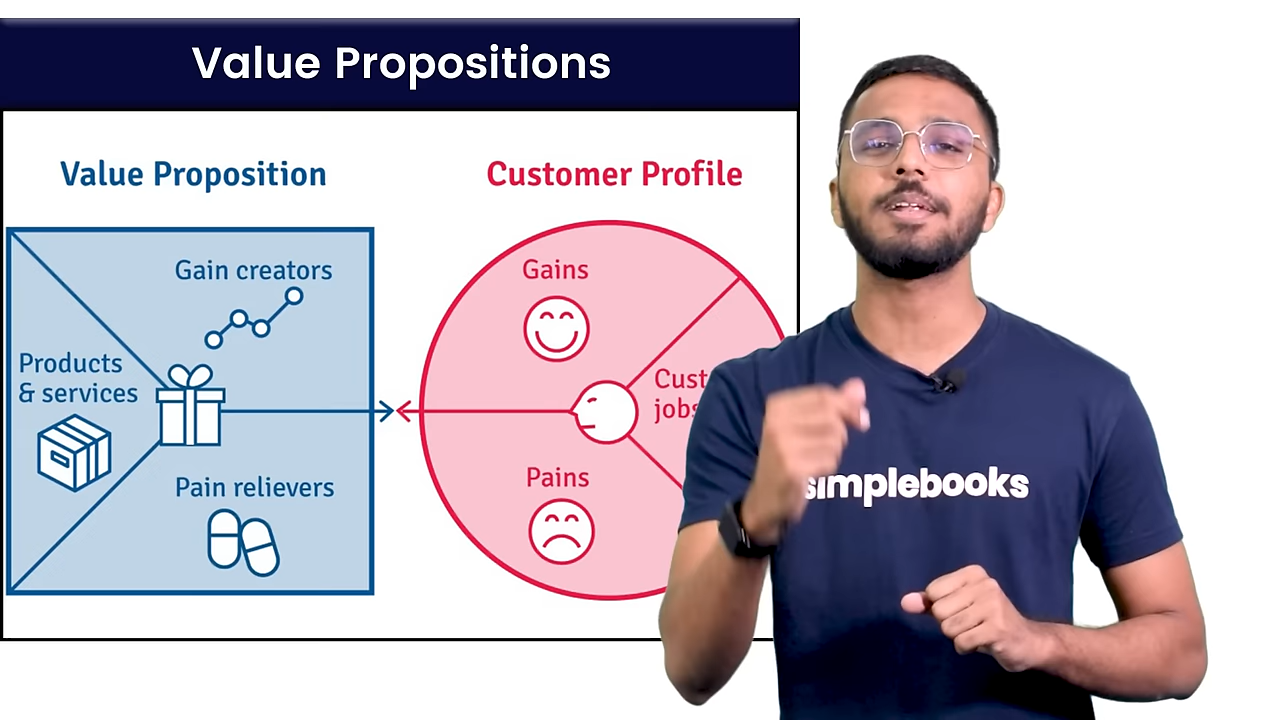 Value Propositions
Value Proposition
Customer Profile
Gain creators
Products
& services
Pain relievers
Gains
Pains
simplebooks